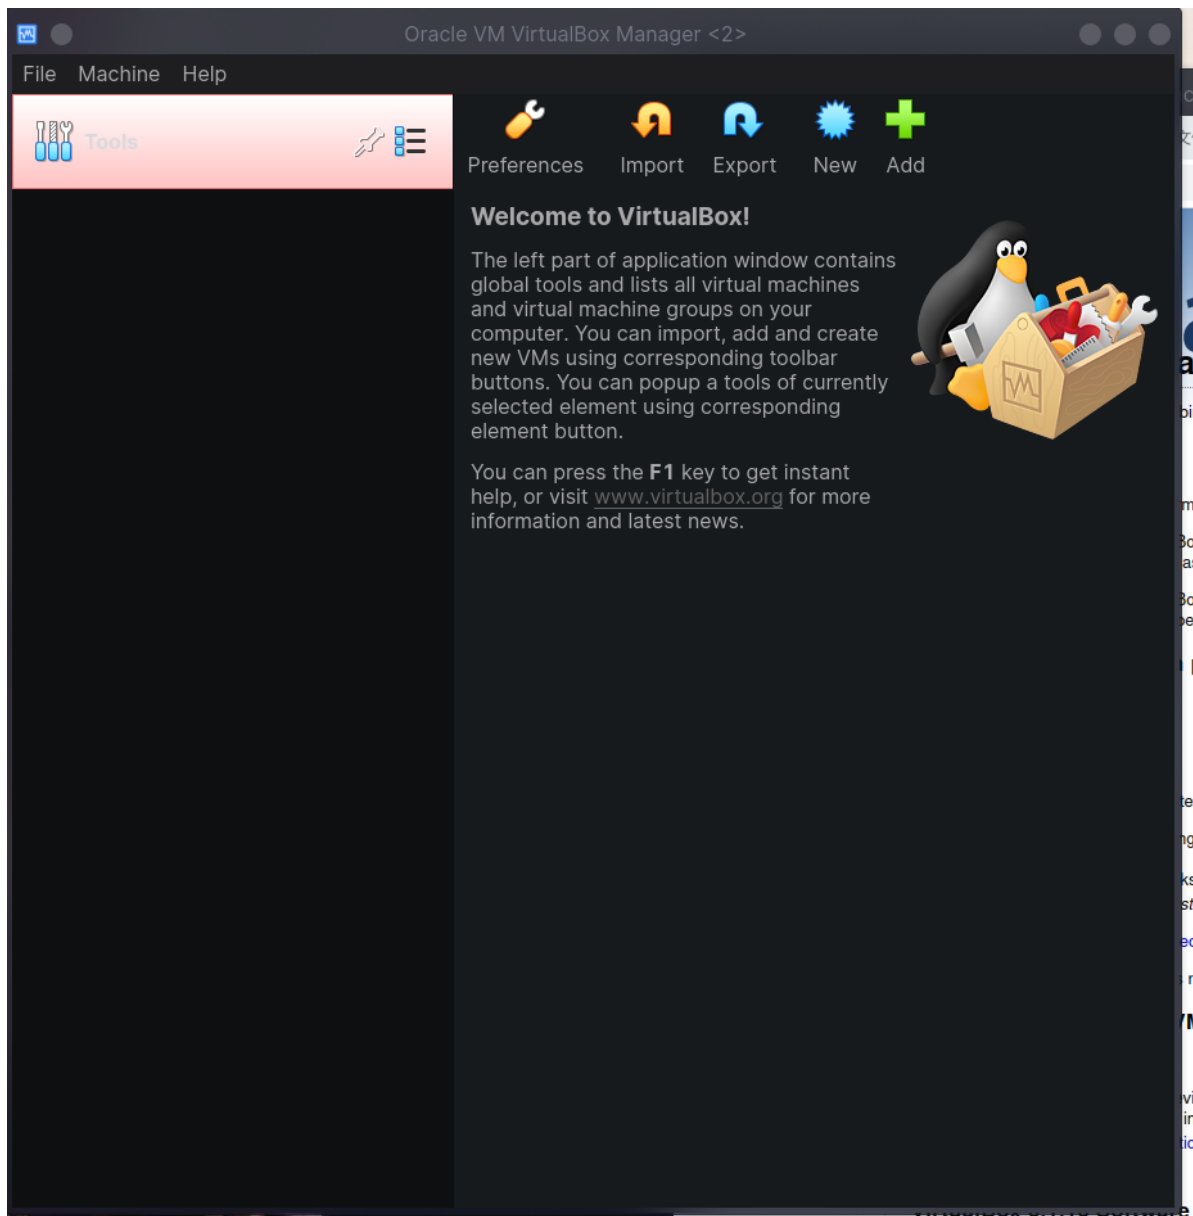 Oracle VM VirtualBox Manager <2>
File Machine Help
Tools
Preferences Import Export New Add
Welcome to VirtualBox!
The left part of application window contains
global tools and lists all virtual machines
and virtual machine groups on your
computer. You can import, add and create
new VMs using corresponding toolbar
buttons. You can popup a tools of currently
selected element using corresponding
element button.
You can press the F1 key to get instant
help, or visit www.virtualbox.org for more
information and latest news.